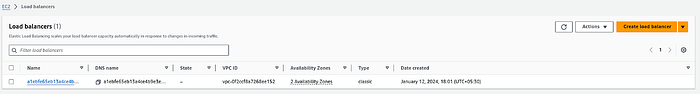 EC2 > Load balancers
Load balancers (1)
Elastic Load Balancing scales your load balancer capacity automatically in response to changes in incoming traffic.
Actions
Create load balancer
Filter load balancers
1
Name DNS name State VPC ID Availability Zones Type Date created
– 2 Availability Zones classic January 12, 2024, 18:01 (UTC+05:30)